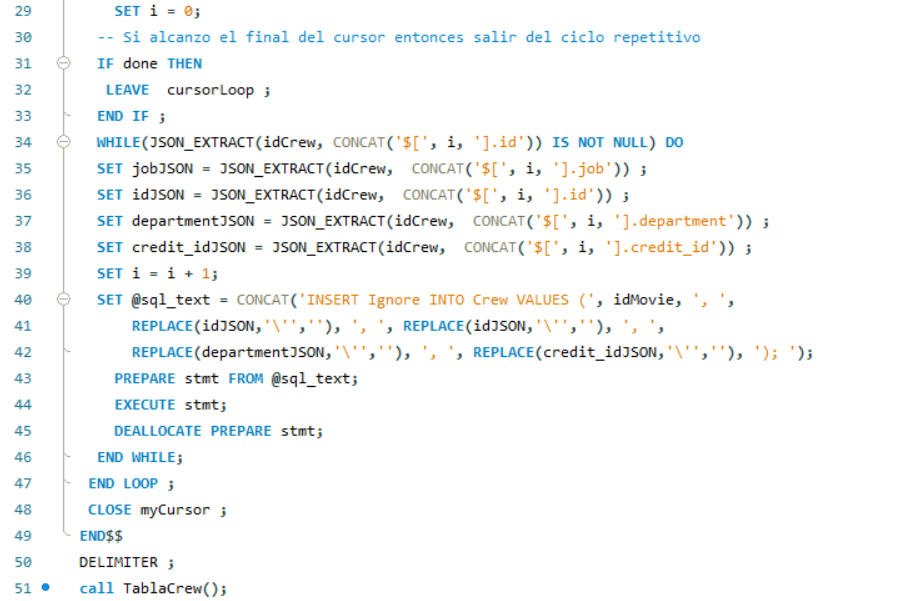 29 SET i = 0;
30 -- Si alcanzo el final del cursor entonces salir del ciclo repetitivo
31 IF done THEN
32 LEAVE cursorLoop ;
33 END IF ;
34 WHILE(JSON_EXTRACT(idCrew, CONCAT('$[', i, '].id')) IS NOT NULL) DO
35 SET jobJSON = JSON_EXTRACT(idCrew,  CONCAT('$[', i, '].job')) ;
36 SET idJSON = JSON_EXTRACT(idCrew,  CONCAT('$[', i, '].id')) ;
37 SET departmentJSON = JSON_EXTRACT(idCrew,  CONCAT('$[', i, '].department')) ;
38 SET credit_idJSON = JSON_EXTRACT(idCrew,  CONCAT('$[', i, '].credit_id')) ;
39 SET i = i + 1;
40 SET @sql_text = CONCAT('INSERT Ignore INTO Crew VALUES (', idMovie, ', ',
41 REPLACE(idJSON,'\'',''), ', ', REPLACE(idJSON,'\'',''), ', ',
42 REPLACE(departmentJSON,'\'',''), ', ', REPLACE(credit_idJSON,'\'',''), '); ');
43 PREPARE stmt FROM @sql_text;
44 EXECUTE stmt;
45 DEALLOCATE PREPARE stmt;
46 END WHILE;
47 END LOOP ;
48 CLOSE myCursor ;
49 END$$
50 DELIMITER ;
51 call TablaCrew();